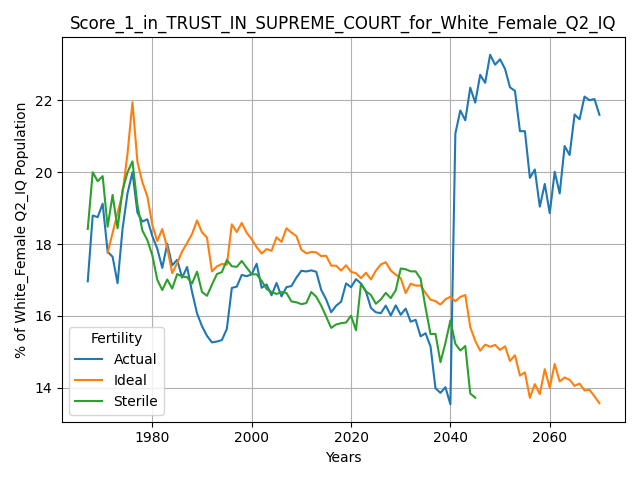 Score_1_in_TRUST_IN_SUPREME_COURT_for_White_Female_Q2_IQ
% of White_Female Q2_IQ Population
22
20
18
16
14
Fertility
Actual
Ideal
Sterile
1980 2000 2020 2040 2060
Years